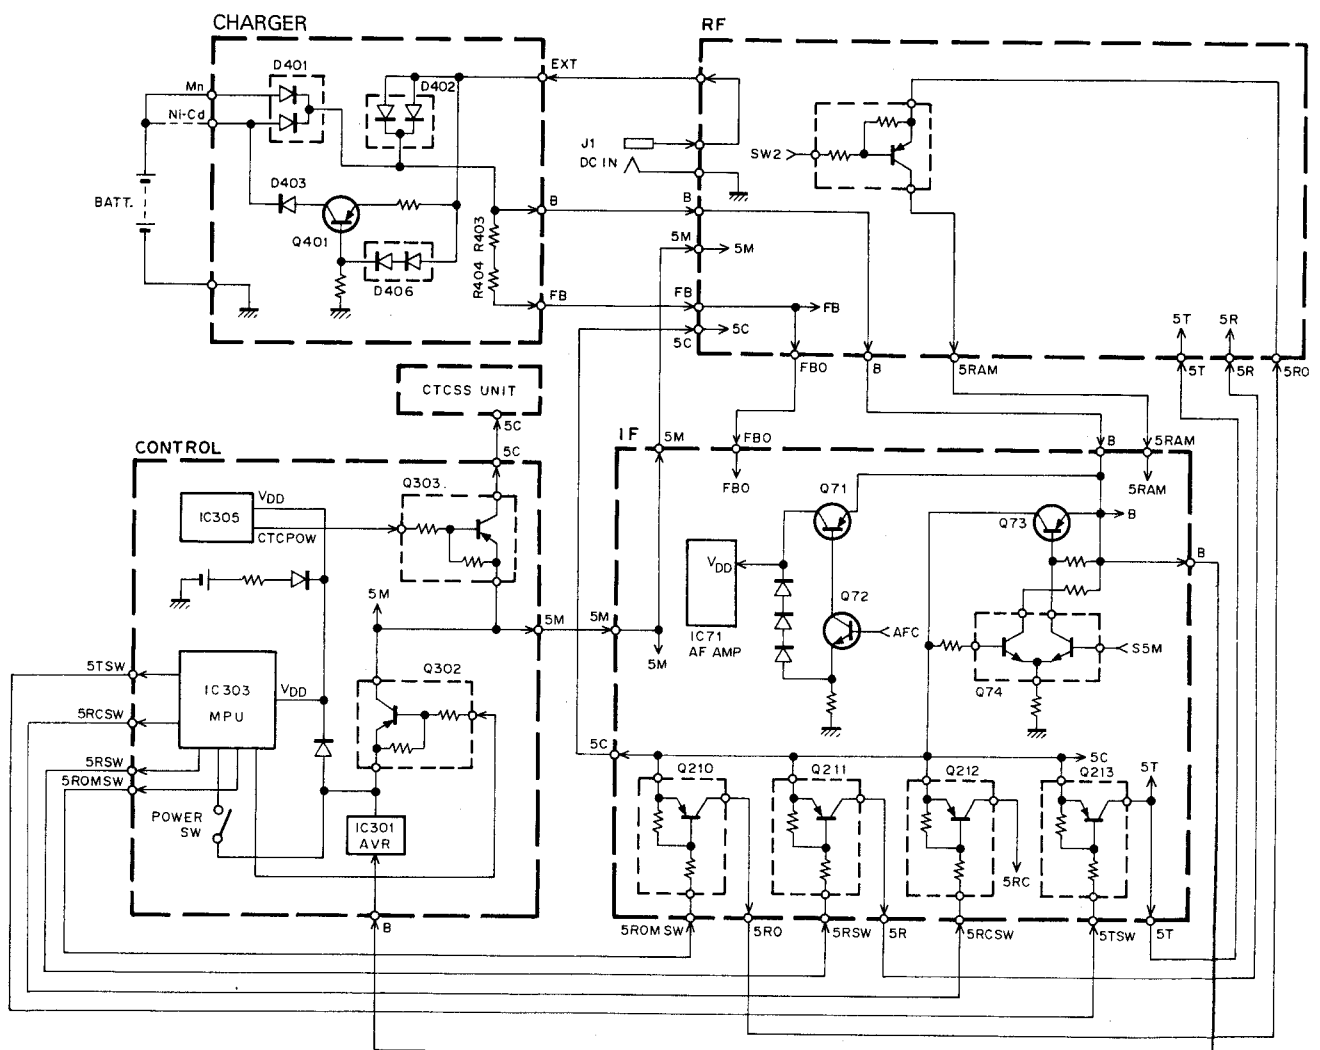 CHARGER
RF
D401
D402
EXT
Mn
Ni-Cd
J1
DC IN
SW2
D403
BATT.
Q401
R403
B
B
5M
5M
D406
R404
FB
FB
FB
5C
5C
5T
5R
FBO
B
5RAM
5T
5R
5RO
CTCSS UNIT
5C
CONTROL
5C
5M
IF
FBO
B
5RAM
Q303
VDD
IC305
CTCPOW
FBO
Q71
5RAM
Q73
B
B
VDD
5M
Q72
IC71
AF AMP
AFC
5M
5M
5M
S5M
5TSW
Q302
Q74
IC303
MPU
VDD
5RCSW
5C
5C
5RSW
5ROMSW
Q210
Q211
Q212
Q213
5T
POWER
SW
IC301
AVR
5RC
B
5ROMSW
5RO
5RSW
5R
5RCSW
5TSW
5T